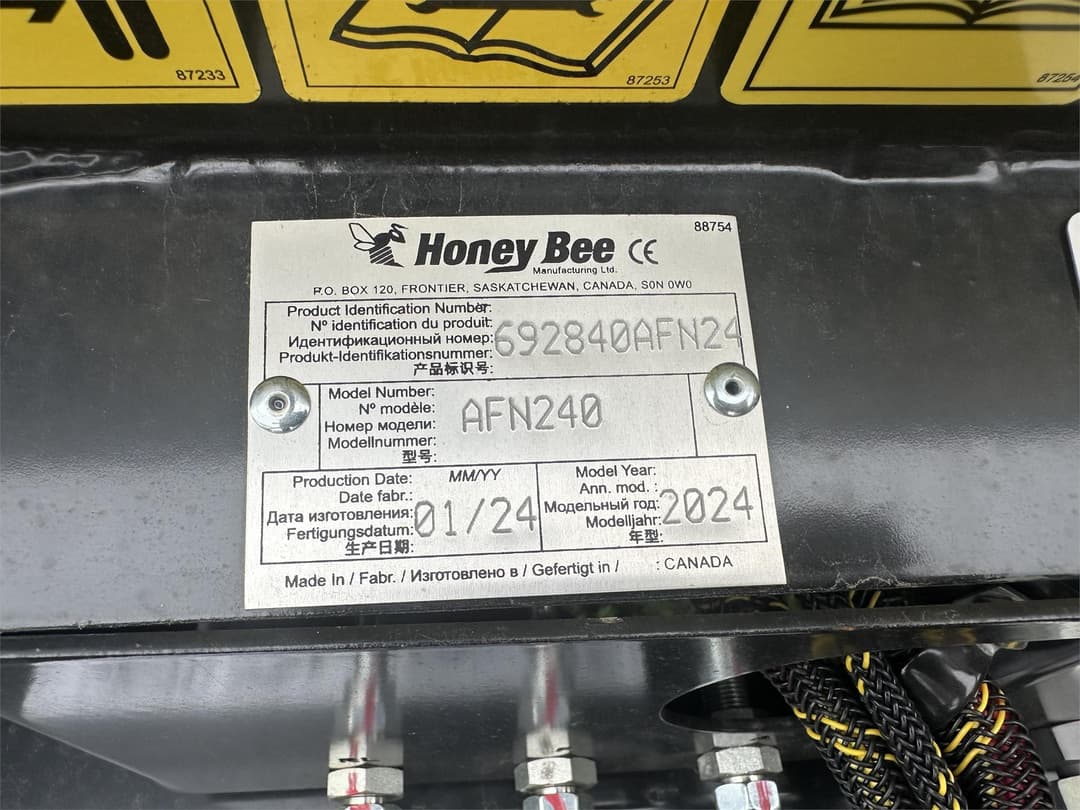 87233
87253
87254
Honey Bee CE
Manufacturing Ltd.
88754
P.O. BOX 120, FRONTIER, SASKATCHEWAN, CANADA, S0N 0W0
Product Identification Number:
Nº identification du produit:
Идентификационный номер:
Produkt-Identifikationsnummer:
产品标识号:
692840AFN24
Model Number:
Nº modèle:
Номер модели:
Modellnummer:
型号:
AFN240
Production Date: MM/YY
Date fabr.:
Дата изготовления:
Fertigungsdatum:
生产日期:
01/24
Model Year:
Ann. mod. :
Модельный год:
Modelljahr:
年型:
2024
Made In / Fabr. / Изготовлено в / Gefertigt in / : CANADA